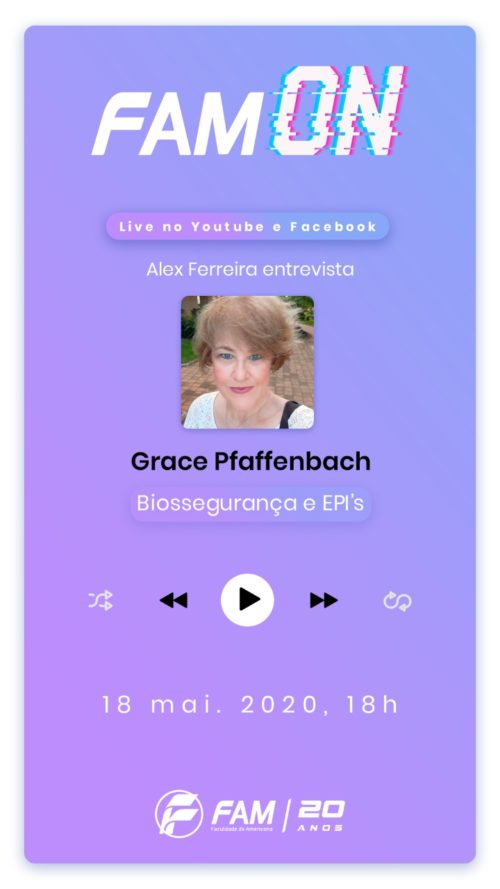 FAM ON
Live no Youtube e Facebook
Alex Ferreira entrevista
Grace Pfaffenbach
Biossegurança e EPI's
18 mai. 2020, 18h
FAM | 20
Faculdade de Americana ANOS